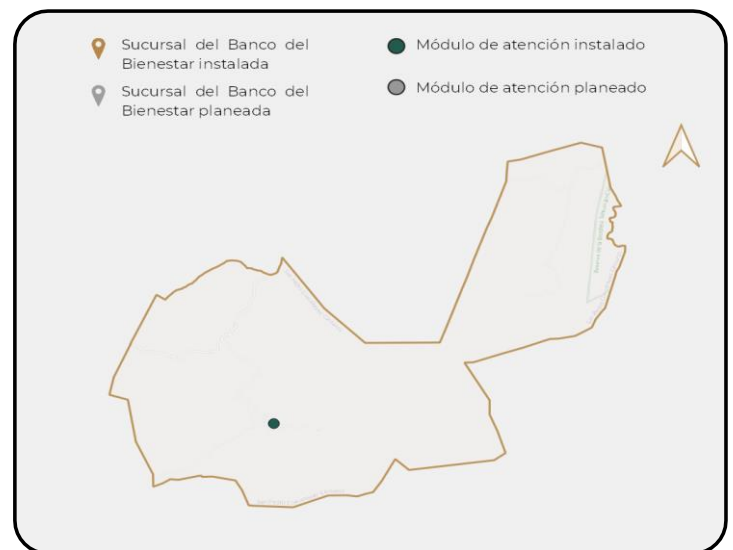 Sucursal del Banco del
Bienestar instalada
Sucursal del Banco del
Bienestar planeada
Módulo de atención instalado
Módulo de atención planeado